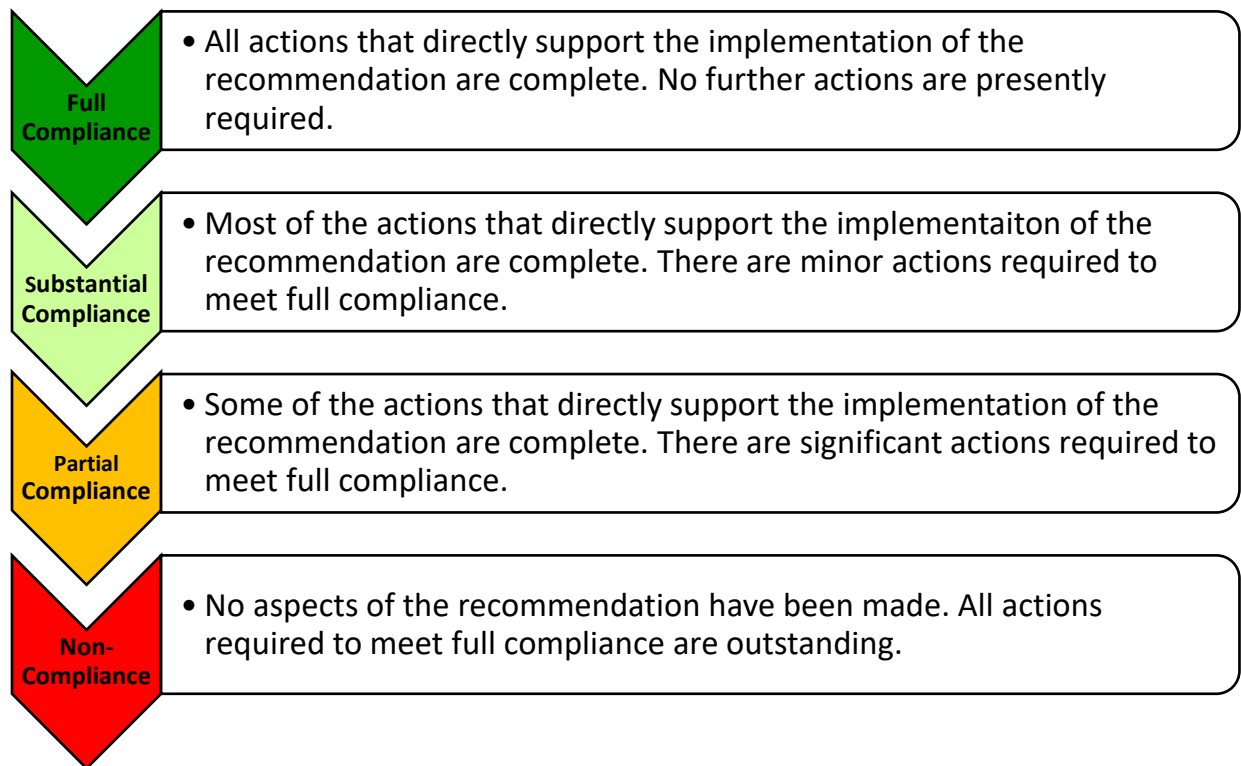 Full
Compliance
• All actions that directly support the implementation of the
recommendation are complete. No further actions are presently
required.
Substantial
Compliance
• Most of the actions that directly support the implementaiton of the
recommendation are complete. There are minor actions required to
meet full compliance.
Partial
Compliance
• Some of the actions that directly support the implementation of the
recommendation are complete. There are significant actions required to
meet full compliance.
Non-
Compliance
• No aspects of the recommendation have been made. All actions
required to meet full compliance are outstanding.